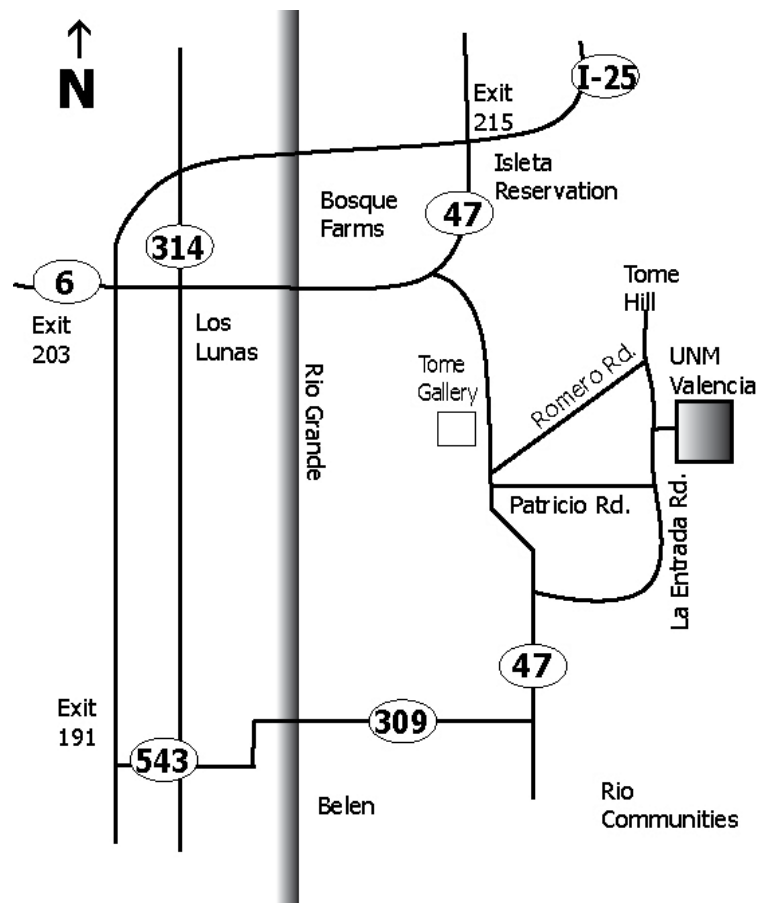 N
I-25
Exit
215
Isleta
Reservation
Bosque
Farms
47
314
6
Exit
203
Los
Lunas
Rio Grande
Tome
Hill
Tome
Gallery
Romero Rd.
UNM
Valencia
Patricio Rd.
La Entrada Rd.
47
Exit
191
309
543
Belen
Rio
Communities